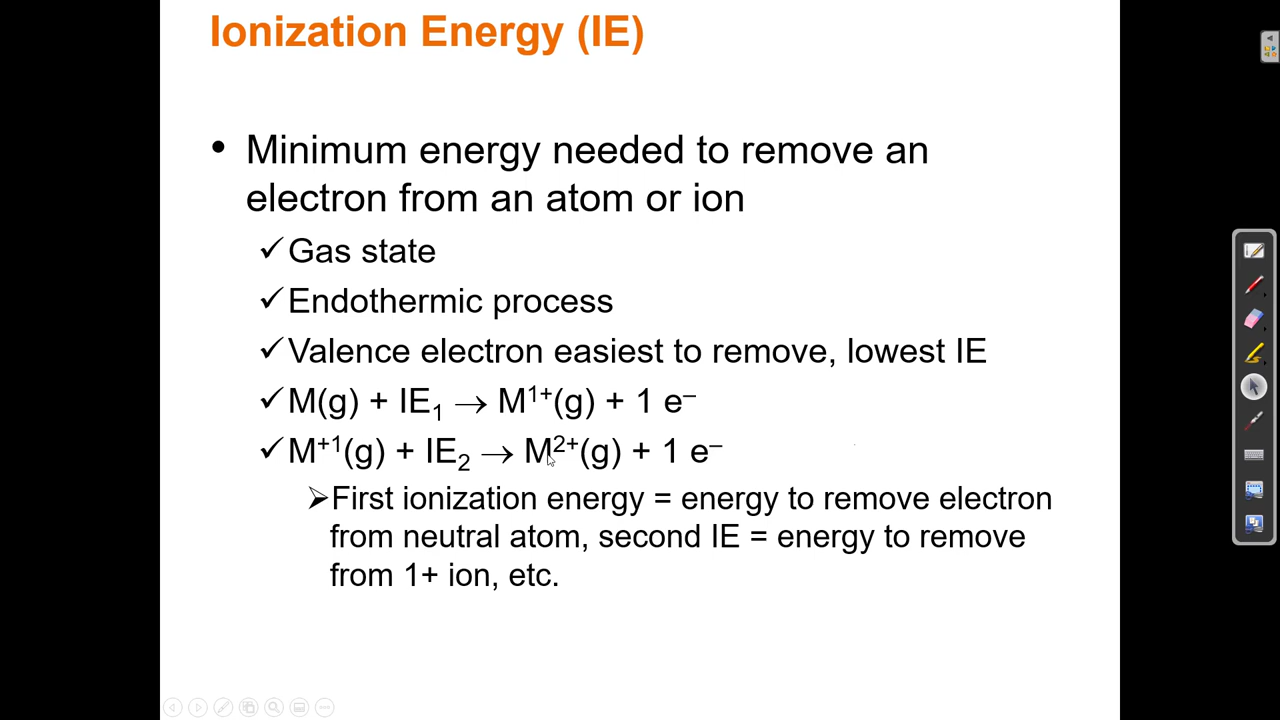 Ionization Energy (IE)
• Minimum energy needed to remove an
electron from an atom or ion
✓Gas state
✓Endothermic process
✓Valence electron easiest to remove, lowest IE
✓M(g) + IE₁ → M¹⁺(g) + 1 e⁻
✓M⁺¹(g) + IE₂ → M²⁺(g) + 1 e⁻
➢First ionization energy = energy to remove electron
from neutral atom, second IE = energy to remove
from 1+ ion, etc.